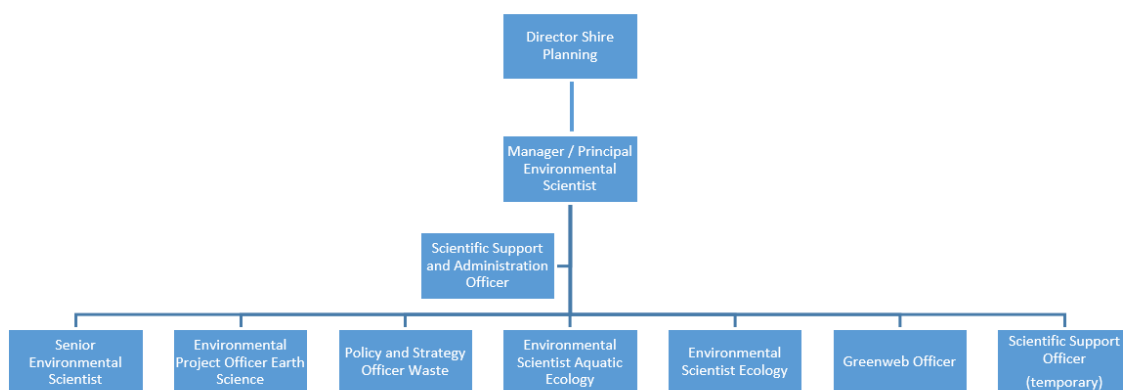 Director Shire
Planning
Manager / Principal
Environmental
Scientist
Scientific Support
and Administration
Officer
Senior
Environmental
Scientist
Environmental
Project Officer Earth
Science
Policy and Strategy
Officer Waste
Environmental
Scientist Aquatic
Ecology
Environmental
Scientist Ecology
Greenweb Officer
Scientific Support
Officer
(temporary)